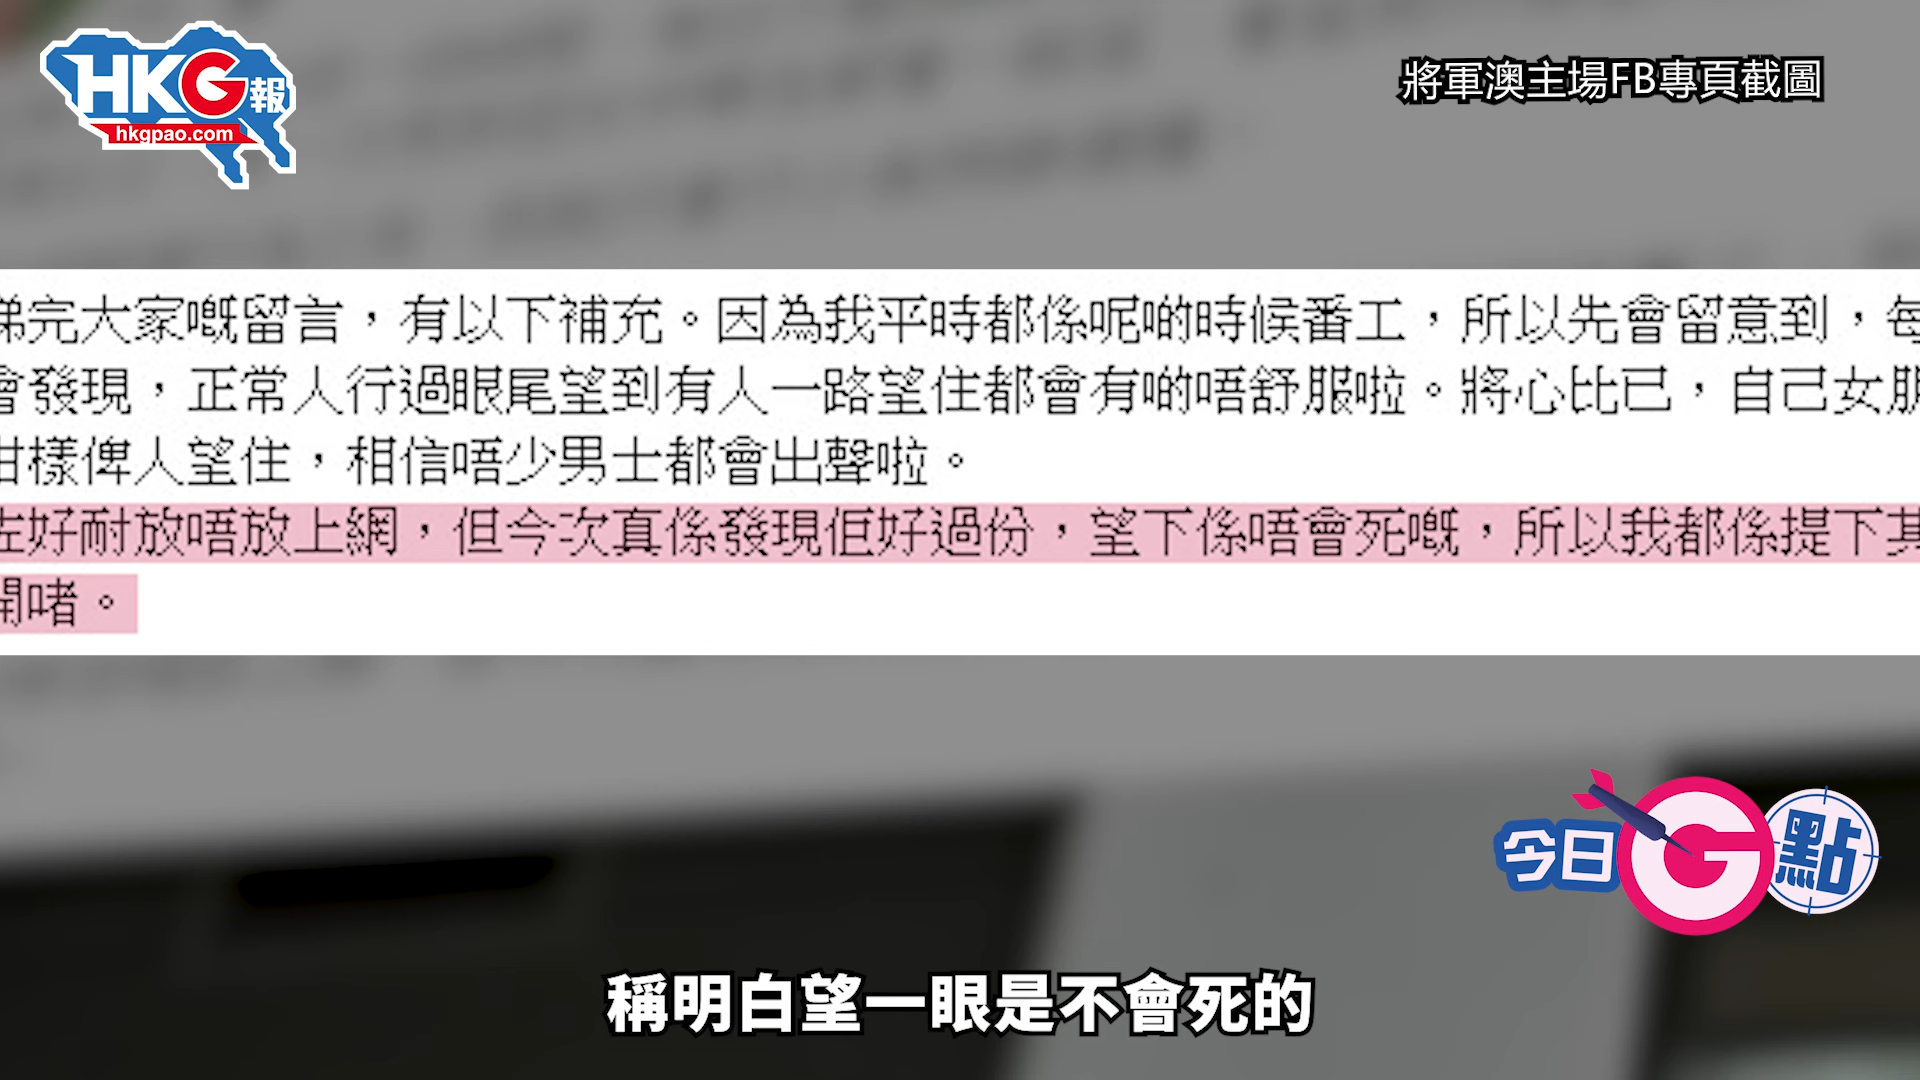 HKG報
hkgpao.com
將軍澳主場FB專頁截圖
睇完大家嘅留言，有以下補充。因為我平時都係呢啲時候番工，所以先會留意到，每
會發現，正常人行過眼尾望到有人一路望住都會有啲唔舒服啦。將心比已，自己女朋
咁樣俾人望住，相信唔少男士都會出聲啦。
咗好耐放唔放上網，但今次真係發現佢好過份，望下係唔會死嘅，所以我都係提下其
開啫。
今日G點
稱明白望一眼是不會死的